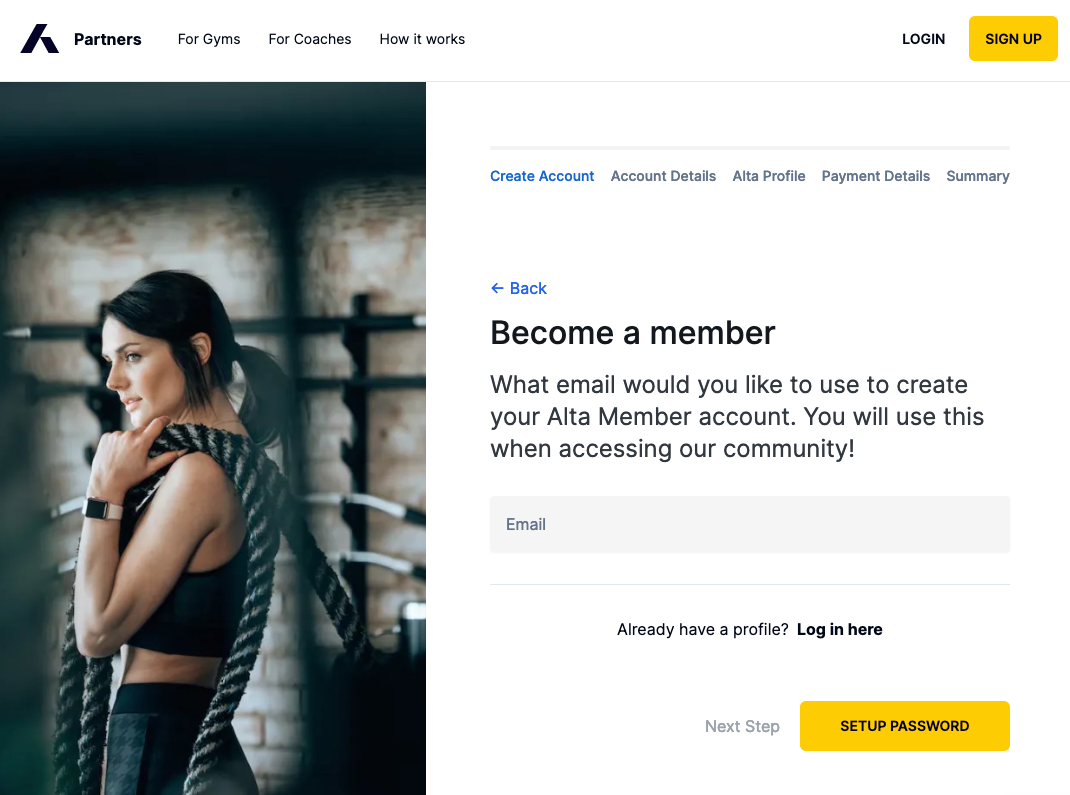 Partners For Gyms For Coaches How it works LOGIN SIGN UP
Create Account Account Details Alta Profile Payment Details Summary
← Back
Become a member
What email would you like to use to create
your Alta Member account. You will use this
when accessing our community!
Email
Already have a profile? Log in here
Next Step SETUP PASSWORD